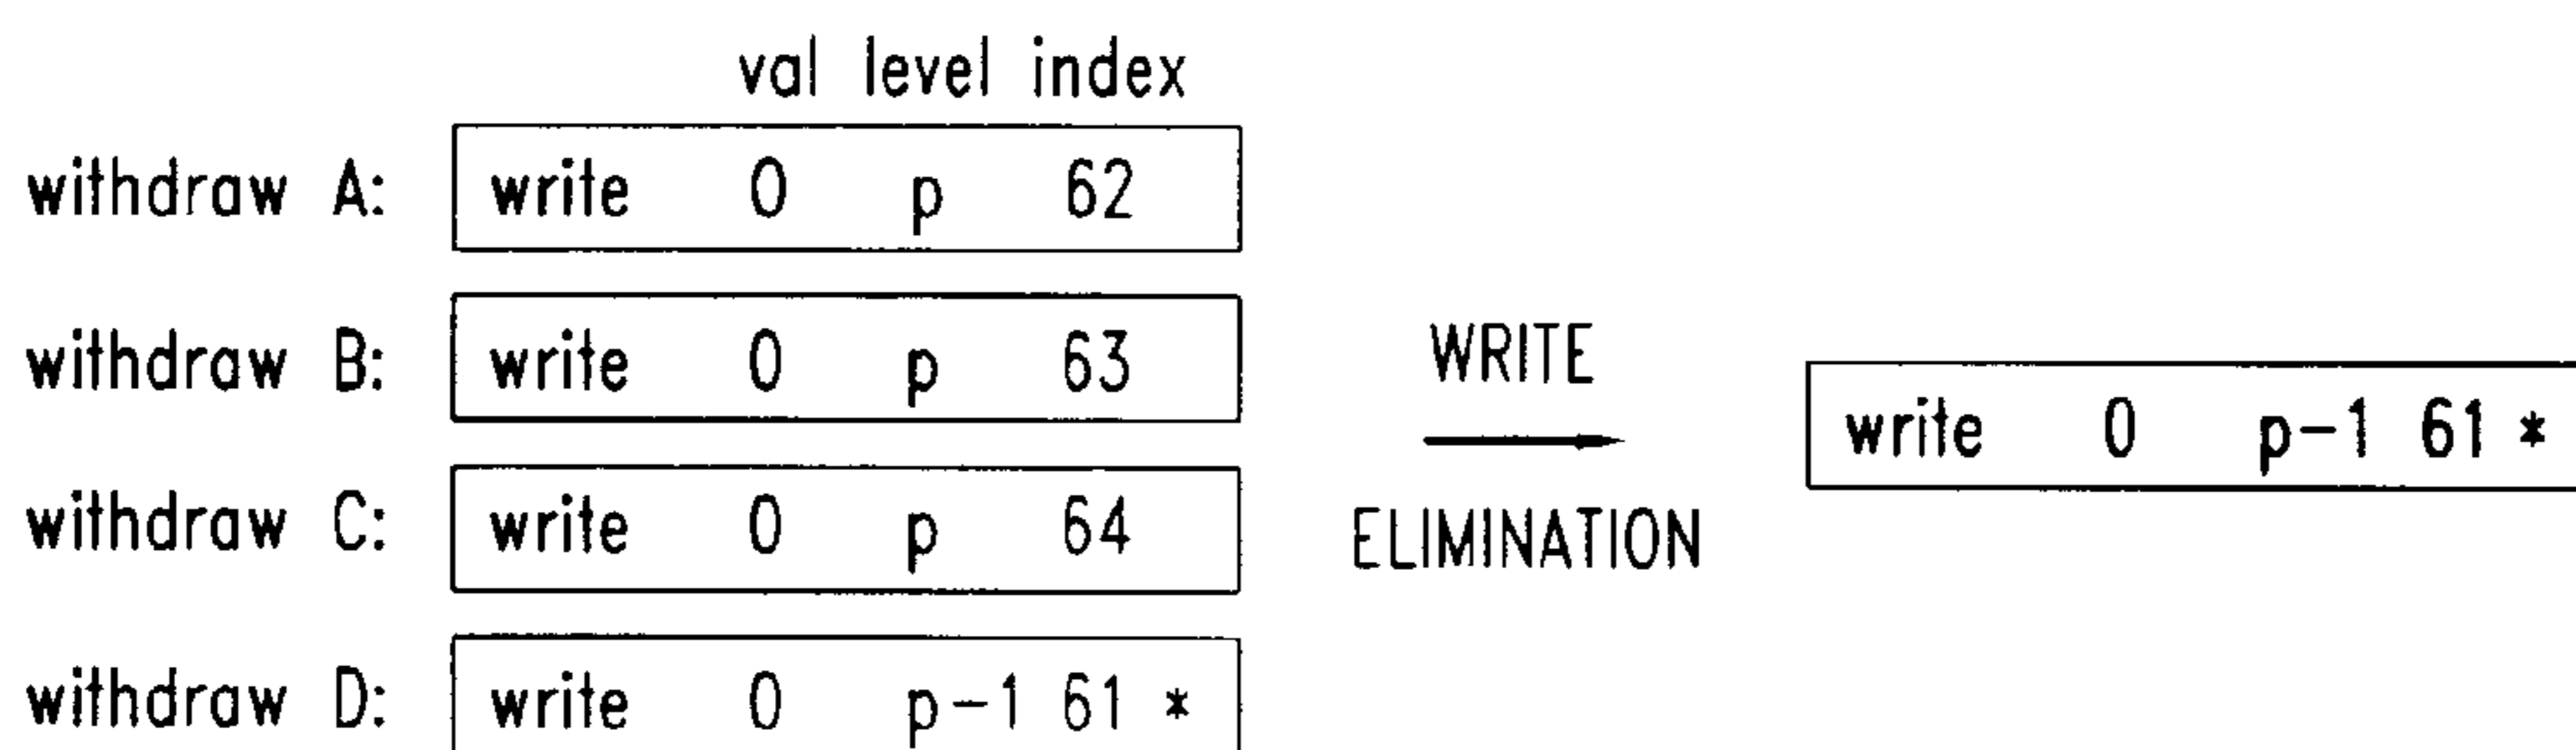 val level index
withdraw A: write 0 p 62
withdraw B: write 0 p 63
withdraw C: write 0 p 64
withdraw D: write 0 p-1 61 *
WRITE
ELIMINATION
write 0 p-1 61 *